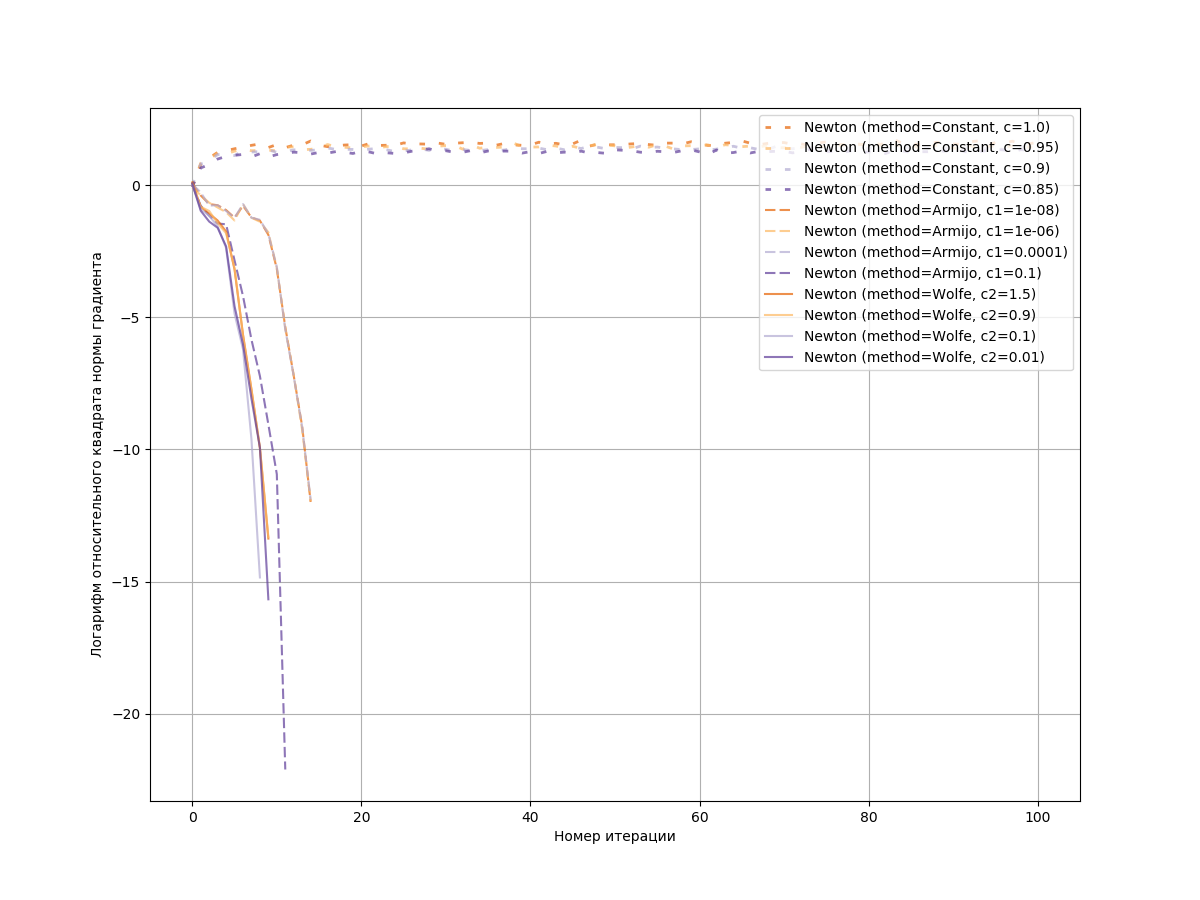 Логарифм относительного квадрата нормы градиента
0
−5
−10
−15
−20
Newton (method=Constant, c=1.0)
Newton (method=Constant, c=0.95)
Newton (method=Constant, c=0.9)
Newton (method=Constant, c=0.85)
Newton (method=Armijo, c1=1e-08)
Newton (method=Armijo, c1=1e-06)
Newton (method=Armijo, c1=0.0001)
Newton (method=Armijo, c1=0.1)
Newton (method=Wolfe, c2=1.5)
Newton (method=Wolfe, c2=0.9)
Newton (method=Wolfe, c2=0.1)
Newton (method=Wolfe, c2=0.01)
0 20 40 60 80 100
Номер итерации